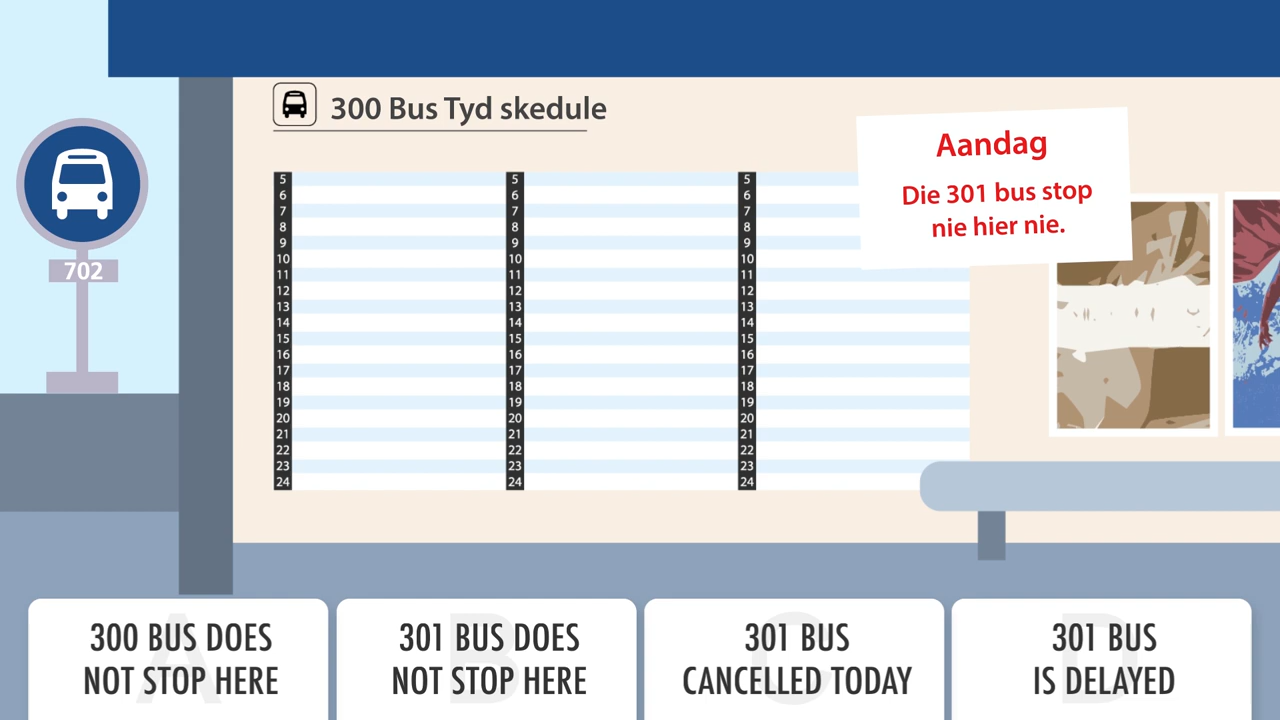 300 Bus Tyd skedule
Aandag
Die 301 bus stop
nie hier nie.
702
5 5 5
6 6 6
7 7 7
8 8 8
9 9 9
10 10 10
11 11 11
12 12 12
13 13 13
14 14 14
15 15 15
16 16 16
17 17 17
18 18 18
19 19 19
20 20 20
21 21 21
22 22 22
23 23 23
24 24 24
A
300 BUS DOES
NOT STOP HERE
B
301 BUS DOES
NOT STOP HERE
C
301 BUS
CANCELLED TODAY
D
301 BUS
IS DELAYED